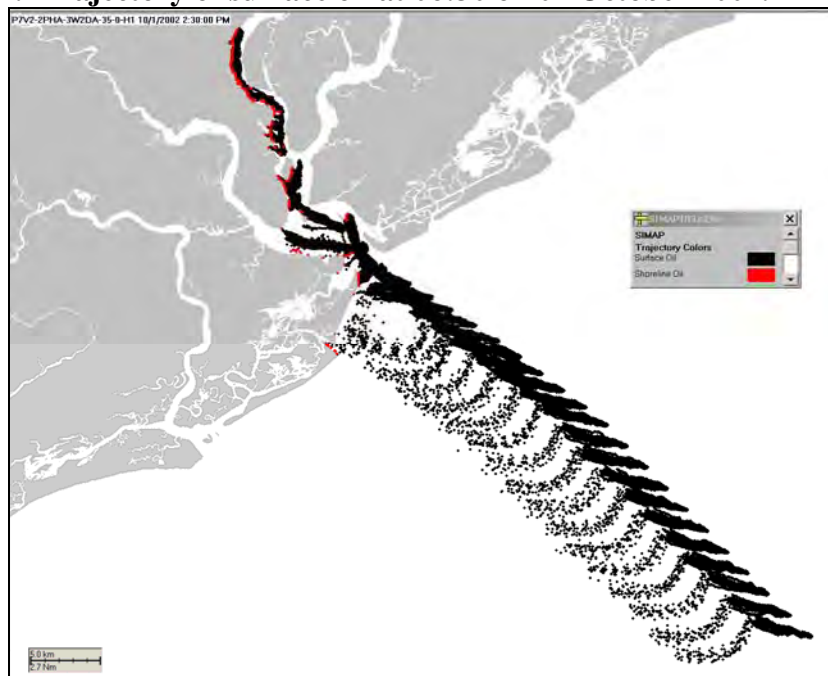 P7V2-2PHA-3W2DA-35-0-H1 10/1/2002 2:30:00 PM
SIMAP
Trajectory Colors
Surface Oil
Shoreline Oil
5.0 km
2.7 Nm